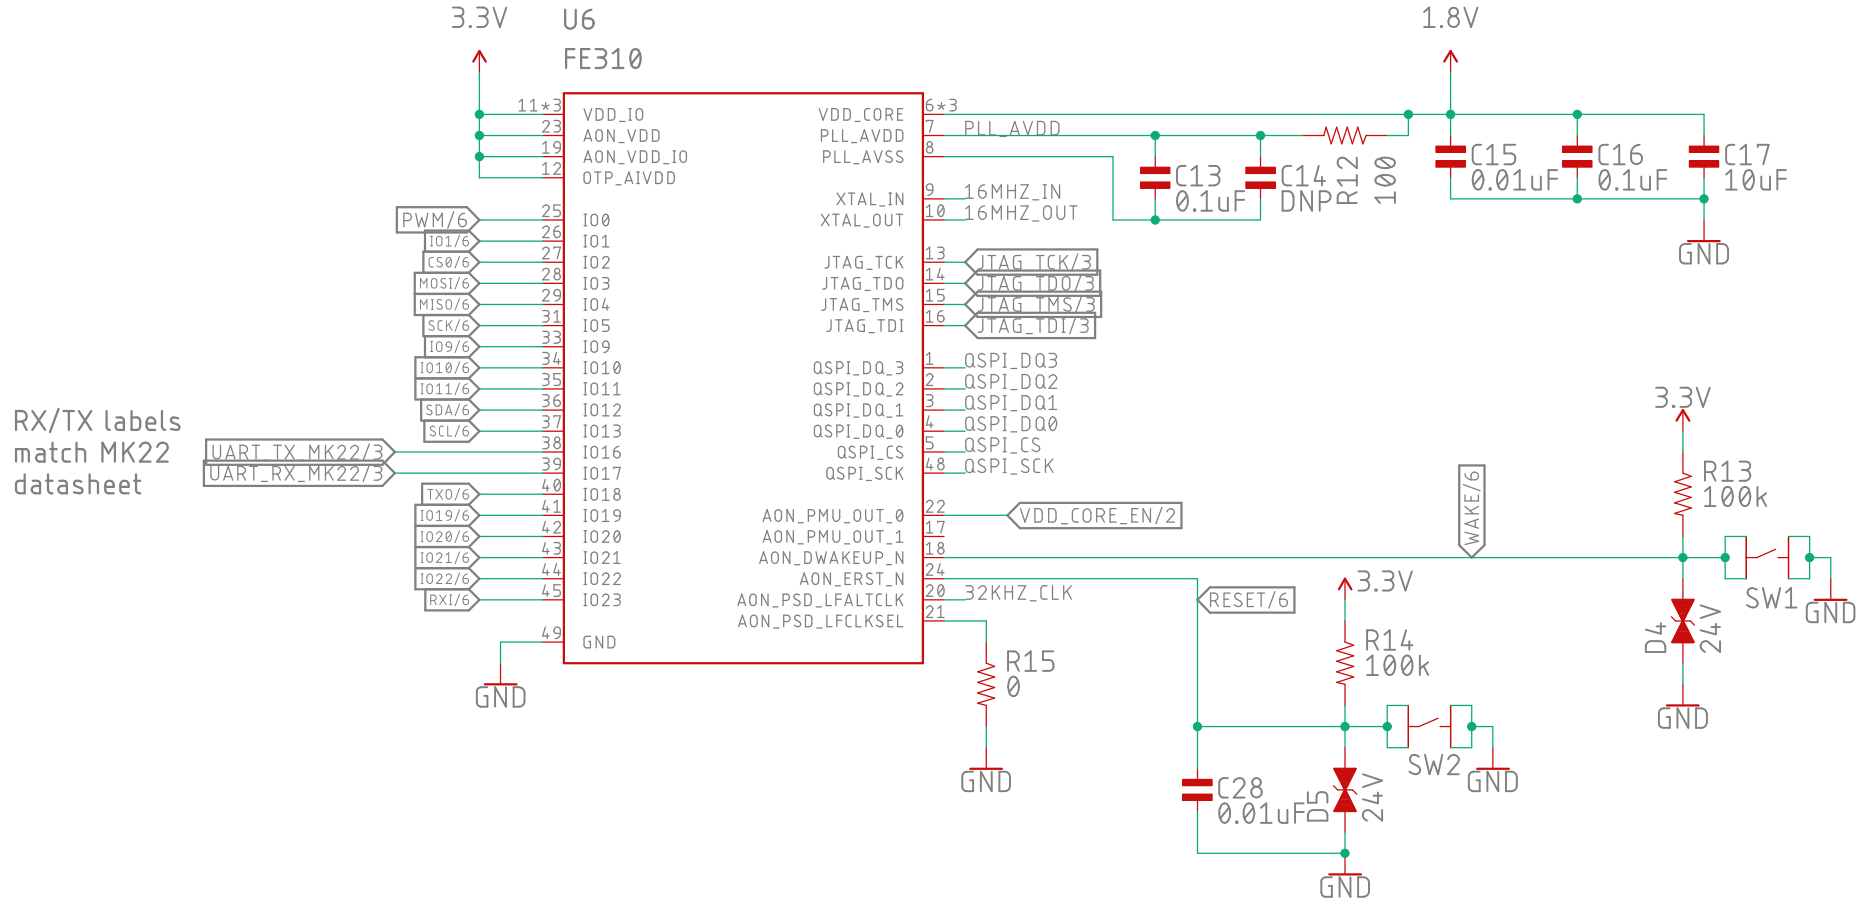 3.3V
U6
FE310
1.8V
11*3 VDD_IO
23 AON_VDD
19 AON_VDD_IO
12 OTP_AIVDD
PWM/6 25 IO0
IO1/6 26 IO1
CS0/6 27 IO2
MOSI/6 28 IO3
MISO/6 29 IO4
SCK/6 31 IO5
IO9/6 33 IO9
IO10/6 34 IO10
IO11/6 35 IO11
SDA/6 36 IO12
SCL/6 37 IO13
RX/TX labels
match MK22
datasheet
UART_TX_MK22/3 38 IO16
UART_RX_MK22/3 39 IO17
TXO/6 40 IO18
IO19/6 41 IO19
IO20/6 42 IO20
IO21/6 43 IO21
IO22/6 44 IO22
RXI/6 45 IO23
49 GND
GND
VDD_CORE 6*3
PLL_AVDD 7 PLL_AVDD
PLL_AVSS 8
XTAL_IN 9 16MHZ_IN
XTAL_OUT 10 16MHZ_OUT
JTAG_TCK 13 JTAG_TCK/3
JTAG_TDO 14 JTAG_TDO/3
JTAG_TMS 15 JTAG_TMS/3
JTAG_TDI 16 JTAG_TDI/3
QSPI_DQ_3 1 QSPI_DQ3
QSPI_DQ_2 2 QSPI_DQ2
QSPI_DQ_1 3 QSPI_DQ1
QSPI_DQ_0 4 QSPI_DQ0
QSPI_CS 5 QSPI_CS
QSPI_SCK 48 QSPI_SCK
AON_PMU_OUT_0 22 VDD_CORE_EN/2
AON_PMU_OUT_1 17
AON_DWAKEUP_N 18
AON_ERST_N 24
AON_PSD_LFALTCLK 20 32KHZ_CLK
AON_PSD_LFCLKSEL 21
C13
0.1uF
C14
DNP
R12
100
C15
0.01uF
C16
0.1uF
C17
10uF
GND
3.3V
R13
100k
WAKE/6
SW1
GND
D4
24V
GND
RESET/6
3.3V
R14
100k
R15
0
GND
SW2
GND
C28
0.01uF
D5
24V
GND